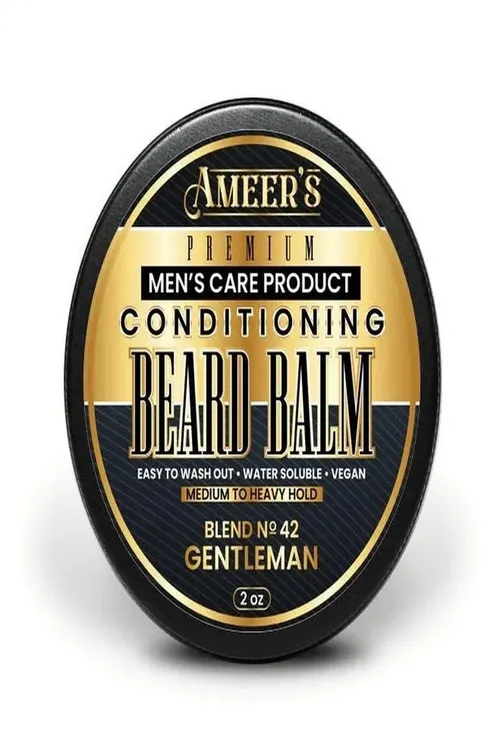 AMEER'S
PREMIUM
MEN'S CARE PRODUCT
CONDITIONING
BEARD BALM
EASY TO WASH OUT • WATER SOLUBLE • VEGAN
MEDIUM TO HEAVY HOLD
BLEND Nº 42
GENTLEMAN
2 oz